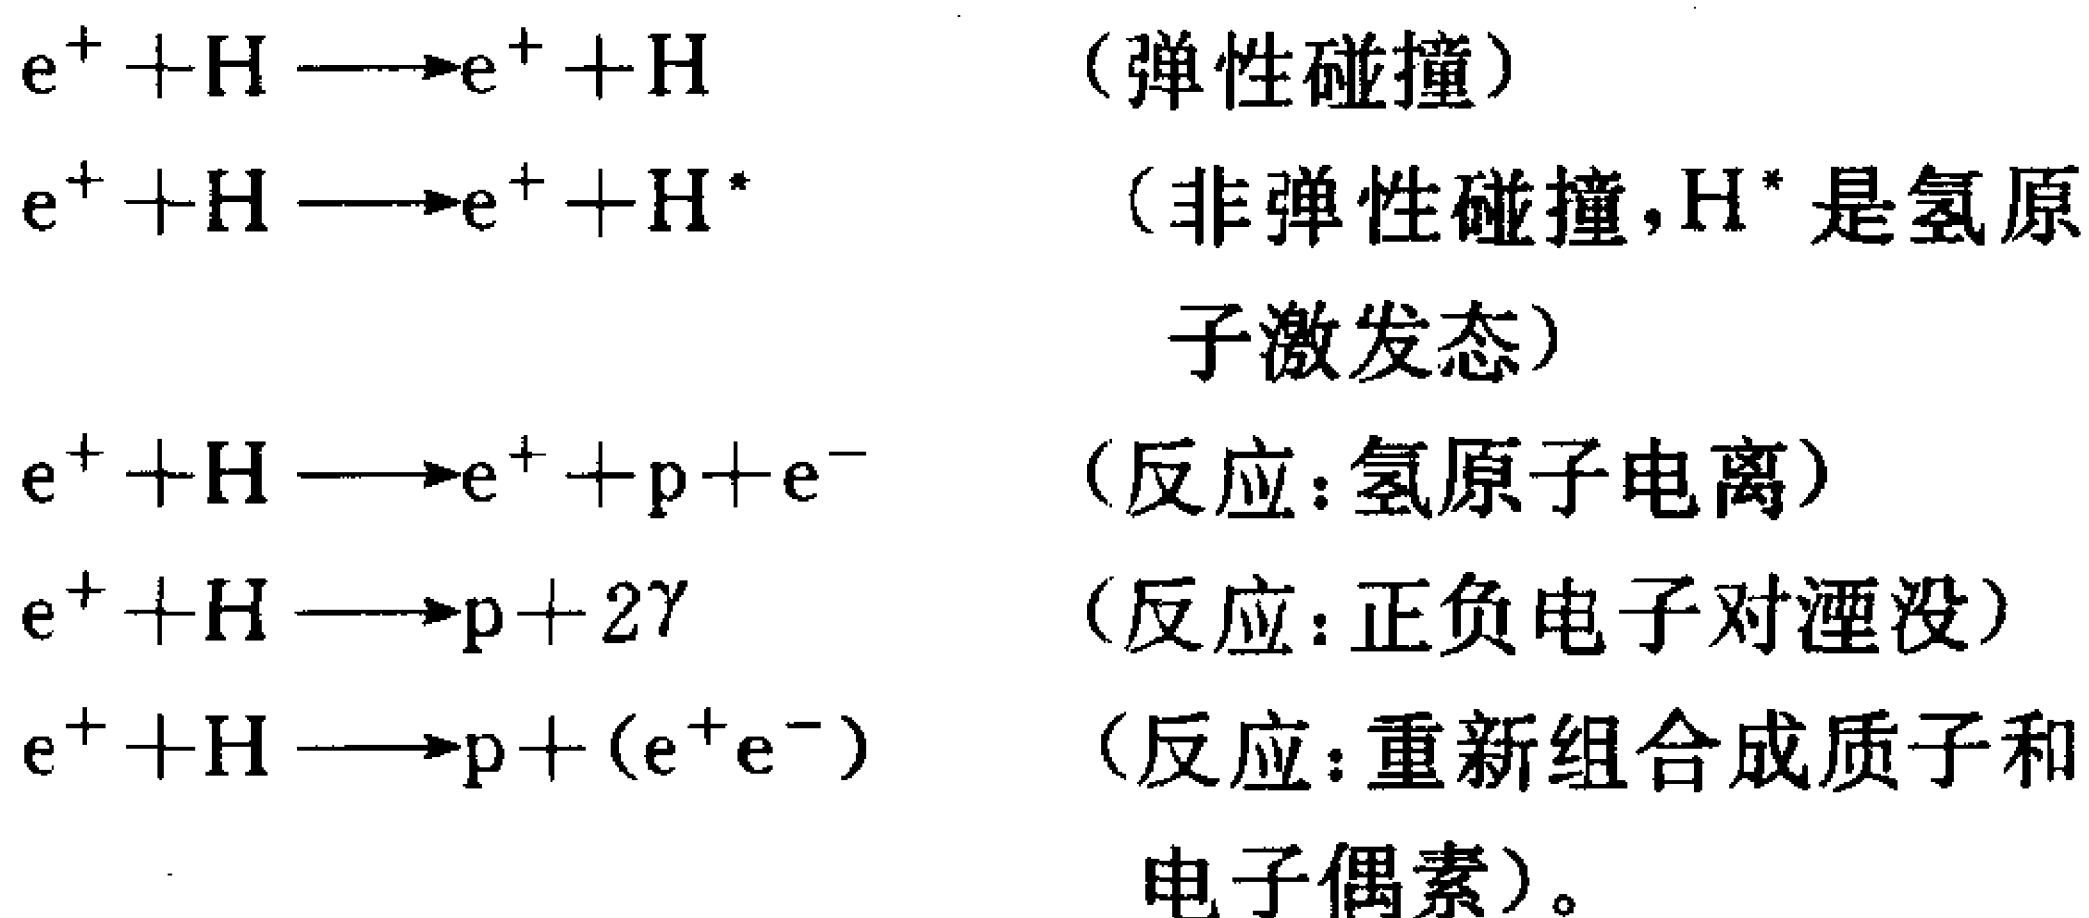 e⁺+H⟶e⁺+H （弹性碰撞）
e⁺+H⟶e⁺+H* （非弹性碰撞，H*是氢原
子激发态）
e⁺+H⟶e⁺+p+e⁻ （反应：氢原子电离）
e⁺+H⟶p+2γ （反应：正负电子对湮没）
e⁺+H⟶p+(e⁺e⁻) （反应：重新组合成质子和
电子偶素）。